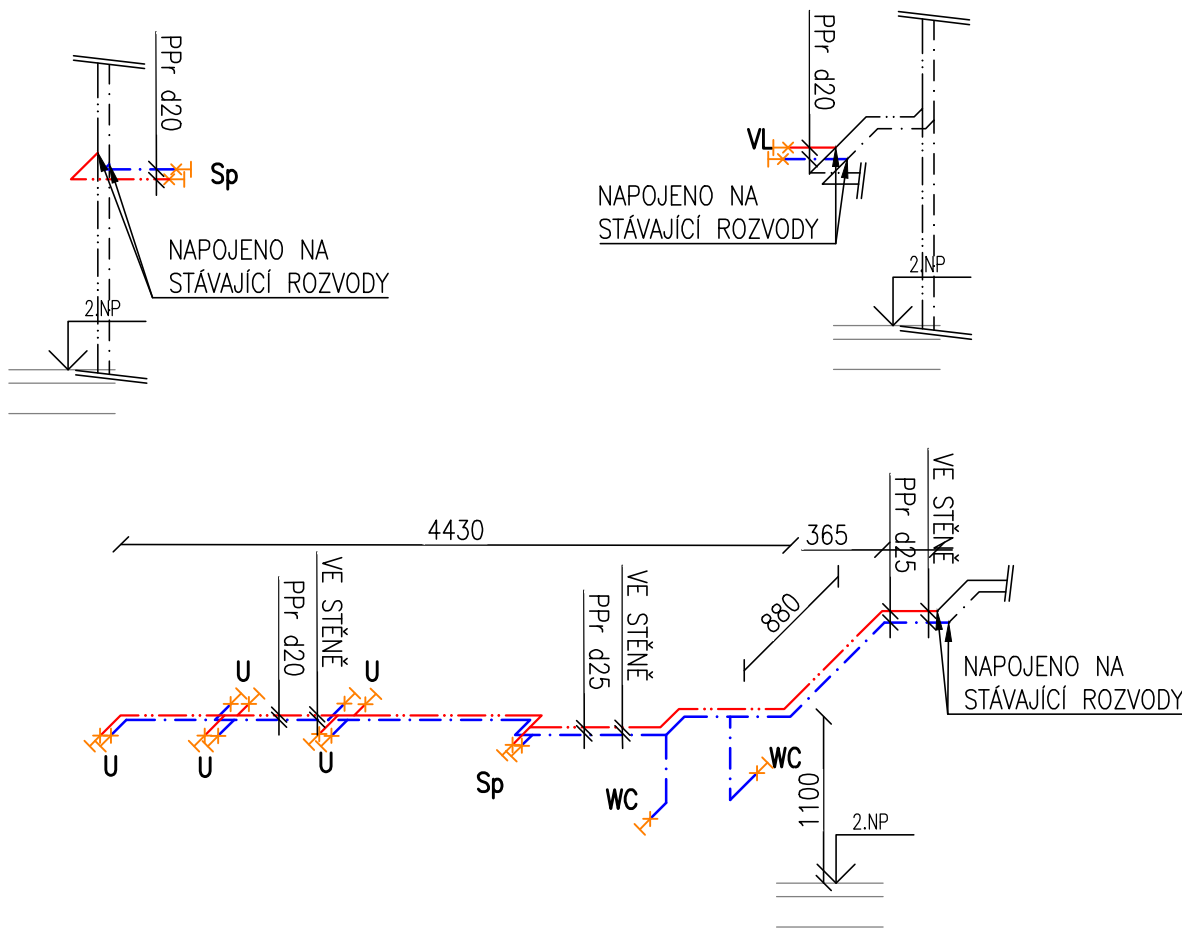 PPr d20
Sp
NAPOJENO NA
STÁVAJÍCÍ ROZVODY
2.NP
PPr d20
VL
NAPOJENO NA
STÁVAJÍCÍ ROZVODY
2.NP
4430
365
PPr d25
VE STĚNĚ
880
PPr d20
VE STĚNĚ
PPr d25
VE STĚNĚ
U
U
U
U
U
Sp
WC
WC
NAPOJENO NA
STÁVAJÍCÍ ROZVODY
1100
2.NP